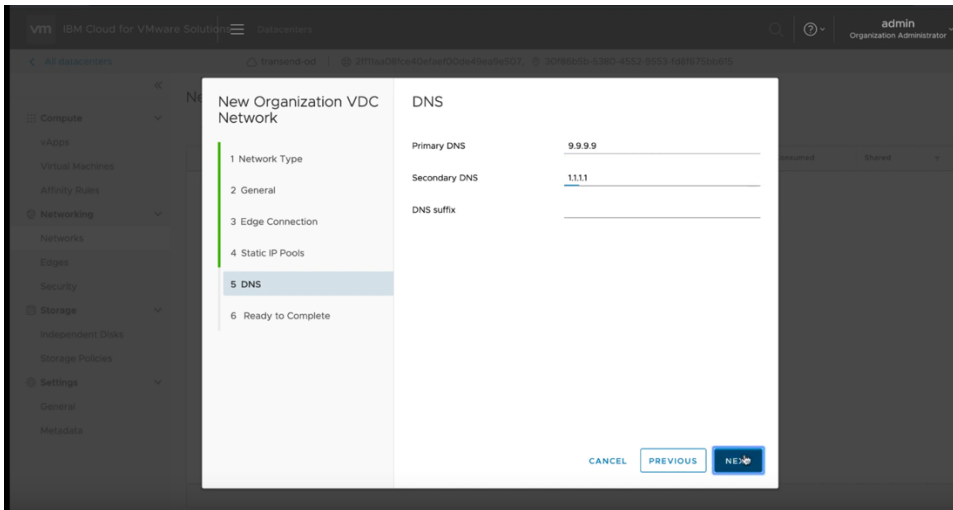 vm IBM Cloud for VMware Solutions Datacenters admin
Organization Administrator
All datacenters
New Organization VDC
Network
1 Network Type
2 General
3 Edge Connection
4 Static IP Pools
5 DNS
6 Ready to Complete
DNS
Primary DNS 9.9.9.9
Secondary DNS 1.1.1.1
DNS suffix
CANCEL PREVIOUS NEXT
Ne
Compute
vApps
Virtual Machines
Affinity Rules
Networking
Networks
Edges
Security
Storage
Independent Disks
Storage Policies
Settings
General
Metadata
Shared